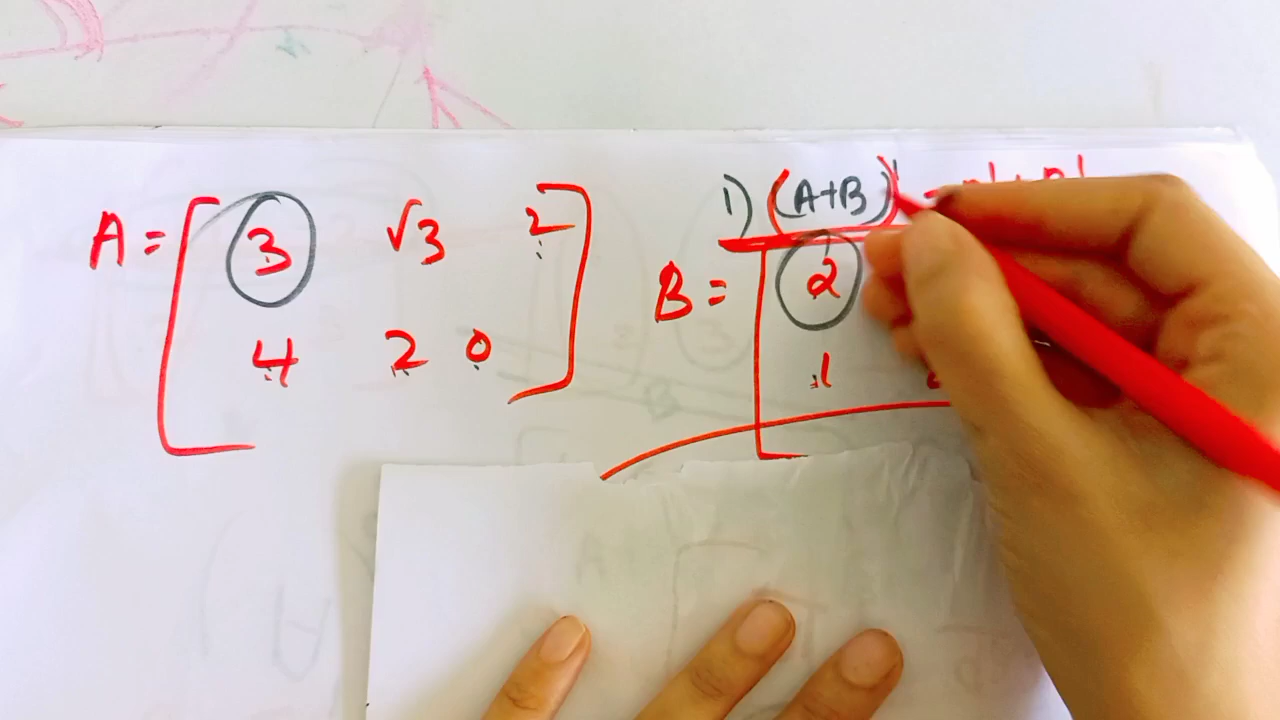 1) (A+B)'
A = [ 3 √3 2 ]
4 2 0
B = [ 2
1